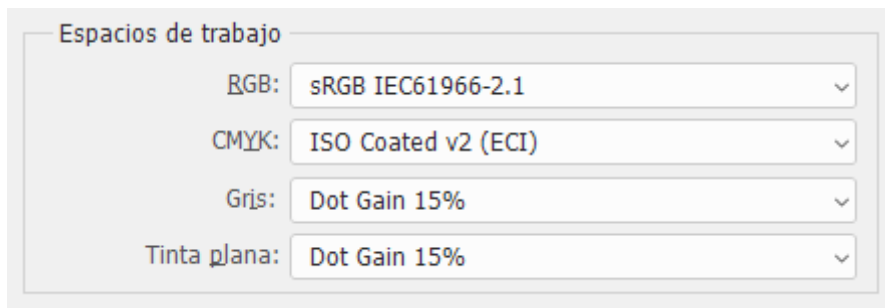 Espacios de trabajo
RGB: sRGB IEC61966-2.1
CMYK: ISO Coated v2 (ECI)
Gris: Dot Gain 15%
Tinta plana: Dot Gain 15%